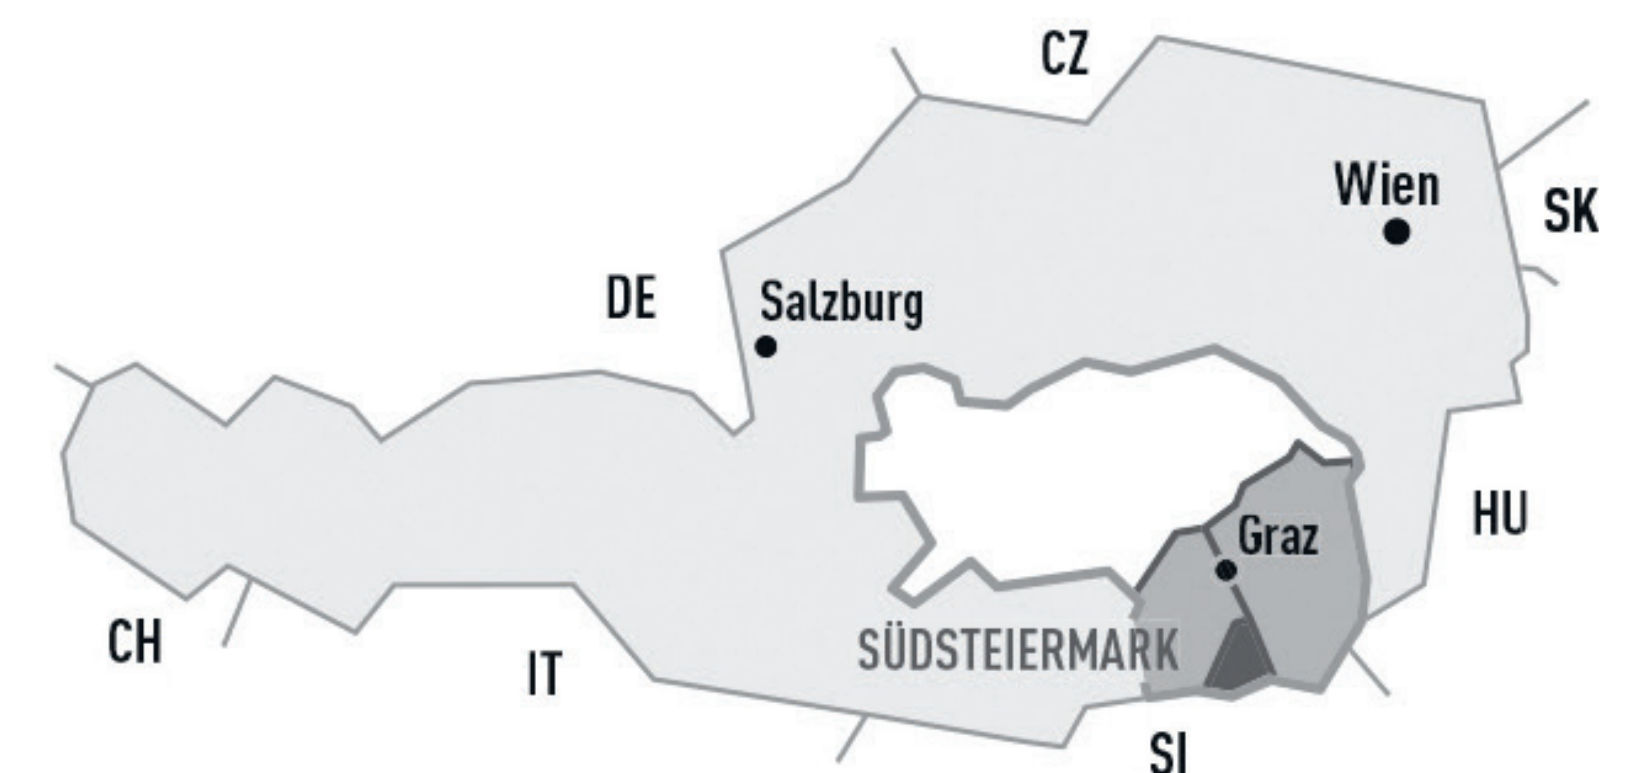 CZ
Wien
SK
DE
Salzburg
HU
Graz
CH
SÜDSTEIERMARK
IT
SI